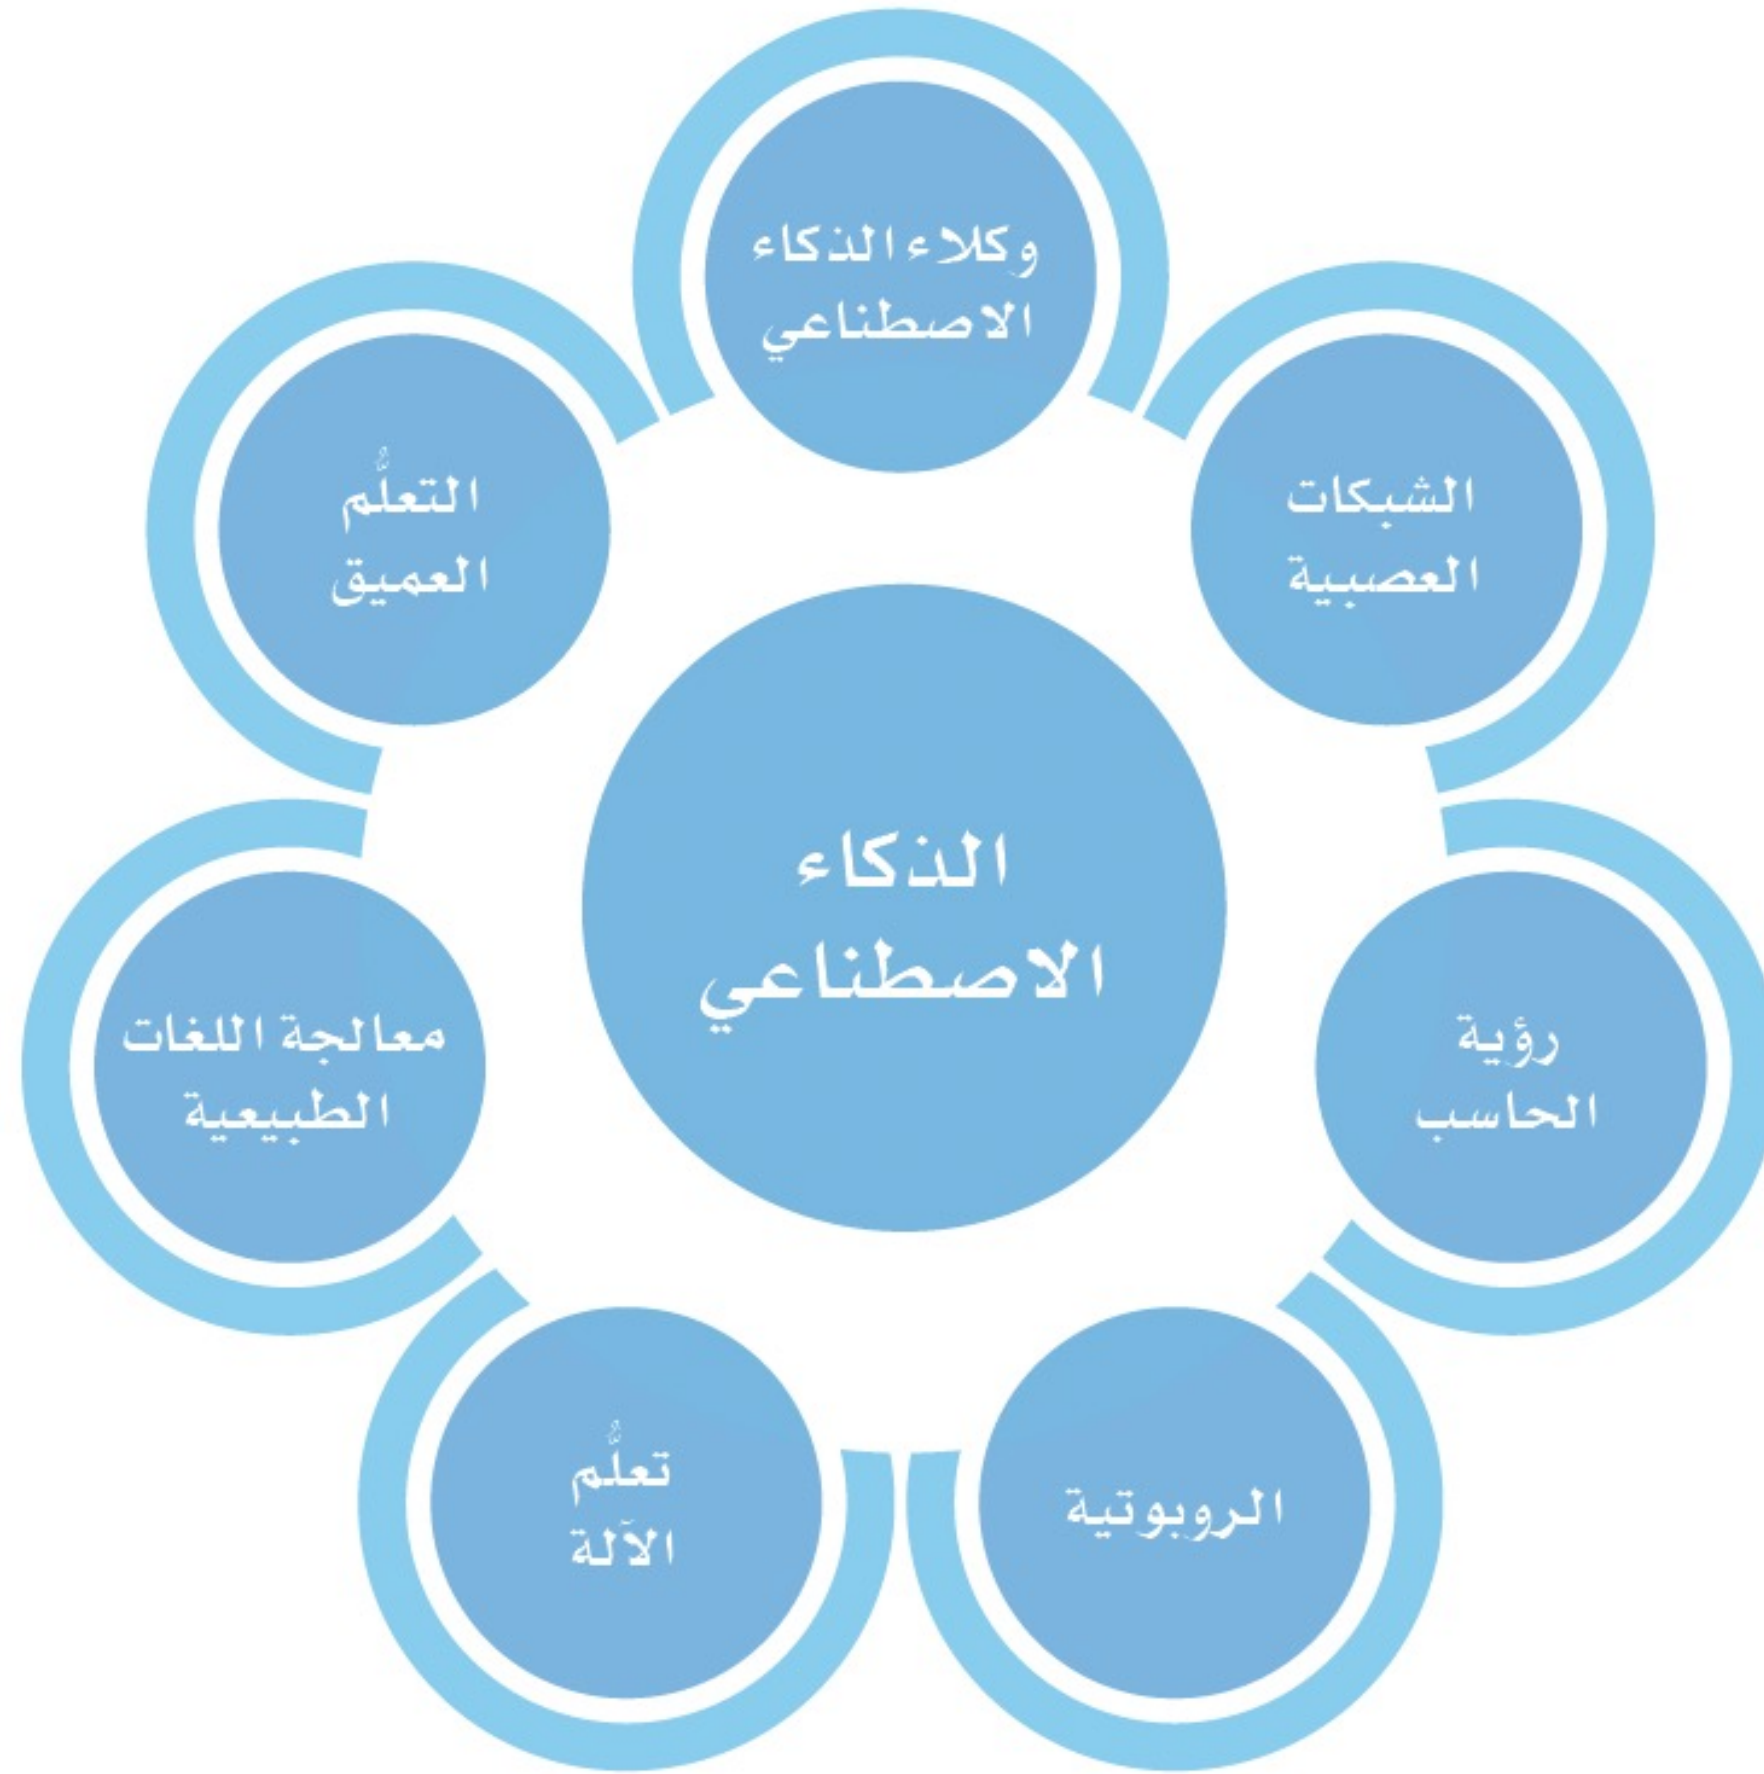 وكلاء الذكاء
الاصطناعي
الشبكات
العصبية
رؤية
الحاسب
الروبوتية
تعلُّم
الآلة
معالجة اللغات
الطبيعية
التعلُّم
العميق
الذكاء
الاصطناعي